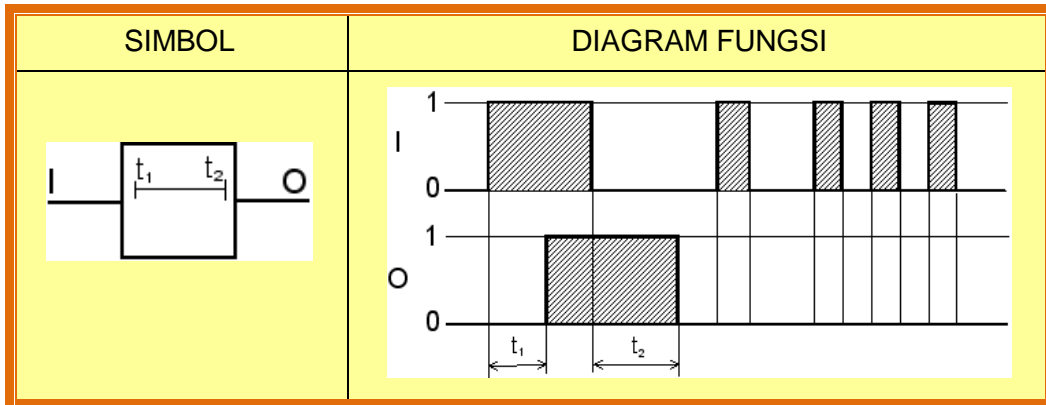 SIMBOL
DIAGRAM FUNGSI
I
t₁ t₂
O
1
I
0
1
O
0
t₁ t₂